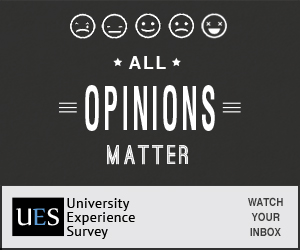 ALL
OPINIONS
MATTER
UES
University
Experience
Survey
WATCH
YOUR
INBOX